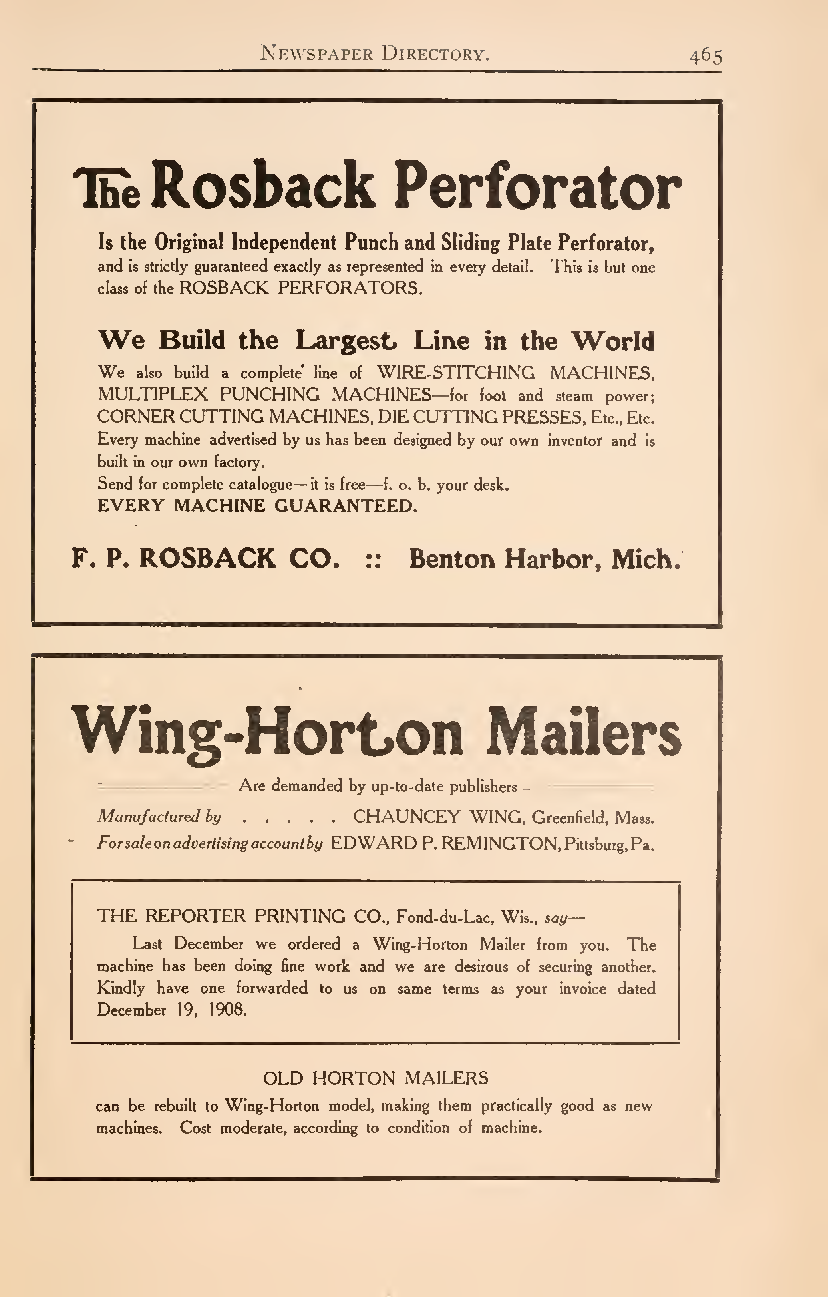 Newspaper Directory. 465
The Rosback Perforator
Is the Original Independent Punch and Sliding Plate Perforator,
and is strictly guaranteed exactly as represented in every detail. This is but one
class of the ROSBACK PERFORATORS.
We Build the Largest Line in the World
We also build a complete line of WIRE-STITCHING MACHINES,
MULTIPLEX PUNCHING MACHINES—for foot and steam power;
CORNER CUTTING MACHINES, DIE CUTTING PRESSES, Etc., Etc.
Every machine advertised by us has been designed by our own inventor and is
built in our own factory.
Send for complete catalogue—it is free—f. o. b. your desk.
EVERY MACHINE GUARANTEED.
F. P. ROSBACK CO. :: Benton Harbor, Mich.
Wing-Horton Mailers
Are demanded by up-to-date publishers
Manufactured by . . . . . CHAUNCEY WING, Greenfield, Mass.
For sale on advertising account by EDWARD P. REMINGTON, Pittsburg, Pa.
THE REPORTER PRINTING CO., Fond-du-Lac, Wis., say—
Last December we ordered a Wing-Horton Mailer from you. The
machine has been doing fine work and we are desirous of securing another.
Kindly have one forwarded to us on same terms as your invoice dated
December 19, 1908.
OLD HORTON MAILERS
can be rebuilt to Wing-Horton model, making them practically good as new
machines. Cost moderate, according to condition of machine.